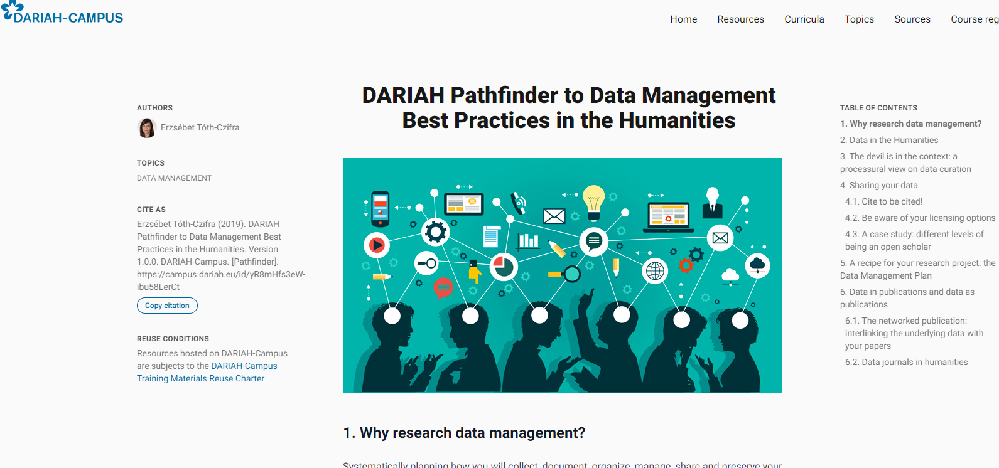 DARIAH-CAMPUS
Home
Resources
Curricula
Topics
Sources
Course reg
AUTHORS
Erzsébet Tóth-Czifra
TOPICS
DATA MANAGEMENT
CITE AS
Erzsébet Tóth-Czifra (2019). DARIAH
Pathfinder to Data Management Best
Practices in the Humanities. Version
1.0.0. DARIAH-Campus. [Pathfinder].
https://campus.dariah.eu/id/yR8mHfs3eW-
ibu58LerCt
Copy citation
REUSE CONDITIONS
Resources hosted on DARIAH-Campus
are subjects to the DARIAH-Campus
Training Materials Reuse Charter
DARIAH Pathfinder to Data Management
Best Practices in the Humanities
1. Why research data management?
Systematically planning how you will collect, document, organize, manage, share and preserve your
TABLE OF CONTENTS
1. Why research data management?
2. Data in the Humanities
3. The devil is in the context: a
processural view on data curation
4. Sharing your data
4.1. Cite to be cited!
4.2. Be aware of your licensing options
4.3. A case study: different levels of
being an open scholar
5. A recipe for your research project: the
Data Management Plan
6. Data in publications and data as
publications
6.1. The networked publication:
interlinking the underlying data with
your papers
6.2. Data journals in humanities